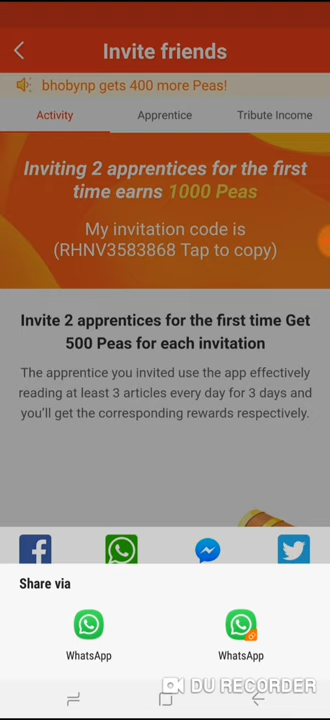 Invite friends
bhobynp gets 400 more Peas!
Activity Apprentice Tribute Income
Inviting 2 apprentices for the first
time earns 1000 Peas
My invitation code is
(RHNV3583868 Tap to copy)
Invite 2 apprentices for the first time Get
500 Peas for each invitation
The apprentice you invited use the app effectively
reading at least 3 articles every day for 3 days and
you'll get the corresponding rewards respectively.
Share via
WhatsApp WhatsApp
DU RECORDER